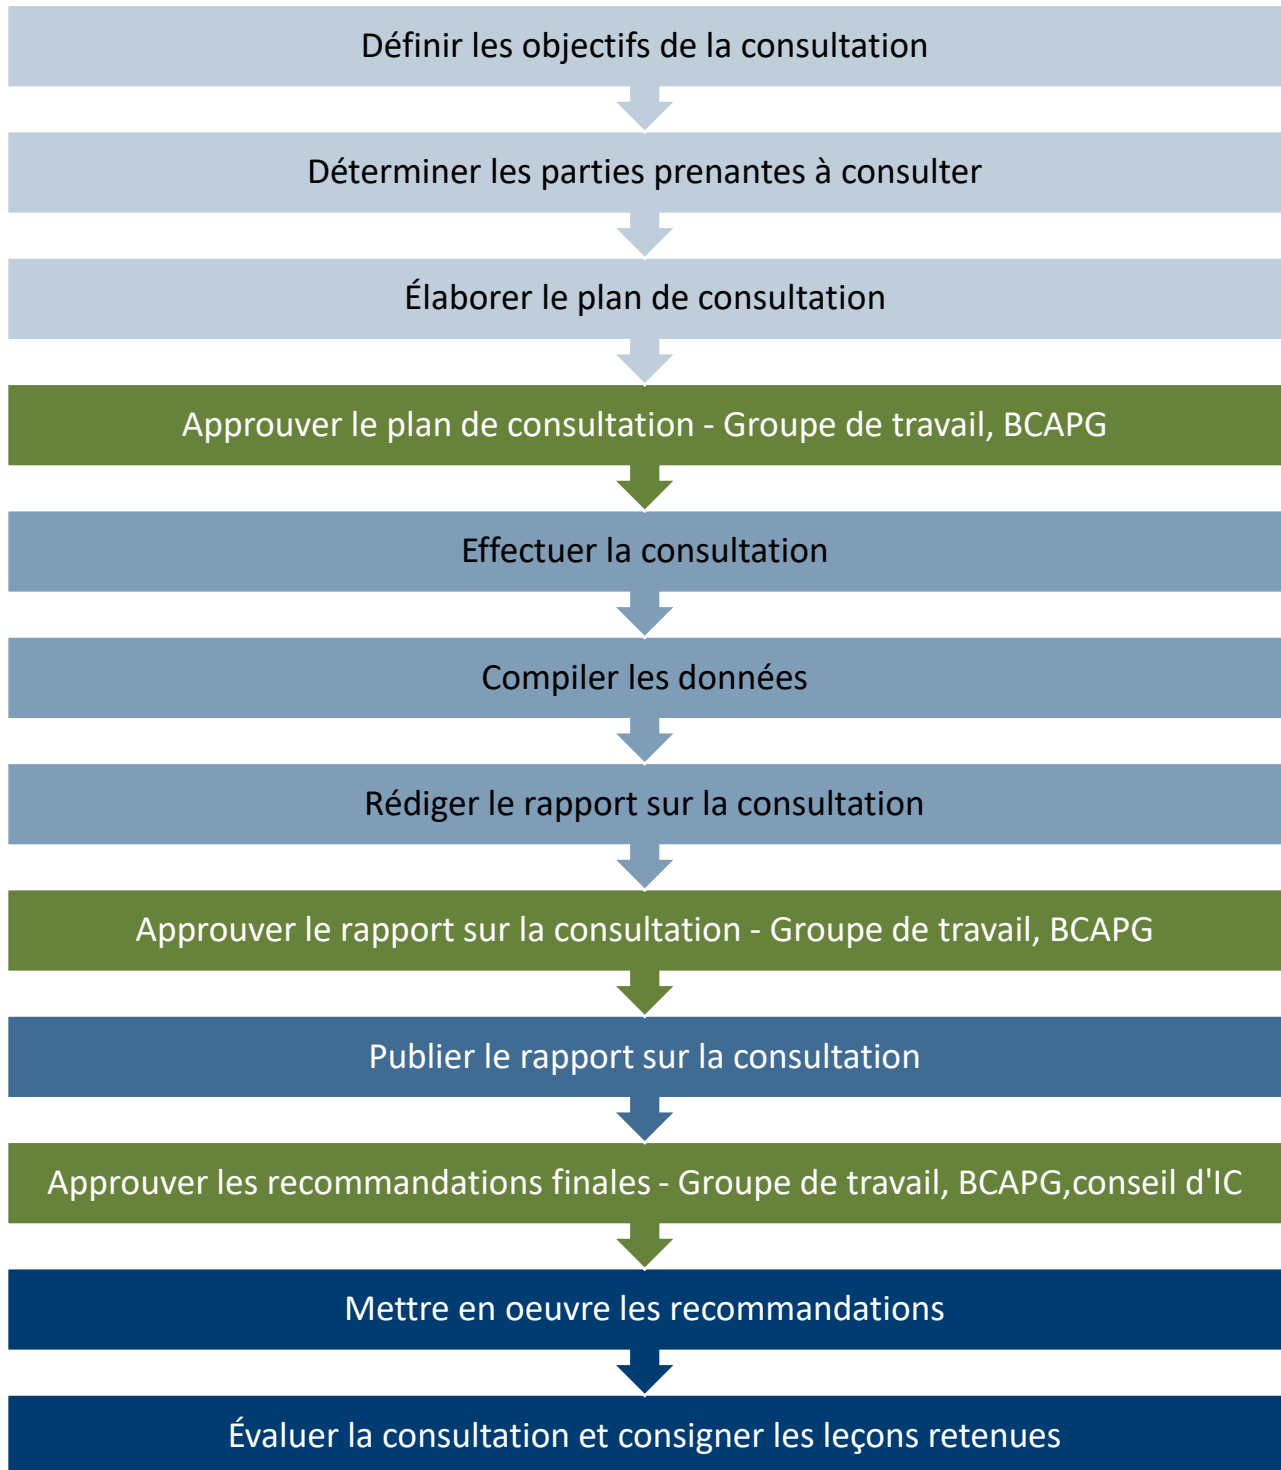 Définir les objectifs de la consultation
Déterminer les parties prenantes à consulter
Élaborer le plan de consultation
Approuver le plan de consultation - Groupe de travail, BCAPG
Effectuer la consultation
Compiler les données
Rédiger le rapport sur la consultation
Approuver le rapport sur la consultation - Groupe de travail, BCAPG
Publier le rapport sur la consultation
Approuver les recommandations finales - Groupe de travail, BCAPG,conseil d'IC
Mettre en oeuvre les recommandations
Évaluer la consultation et consigner les leçons retenues